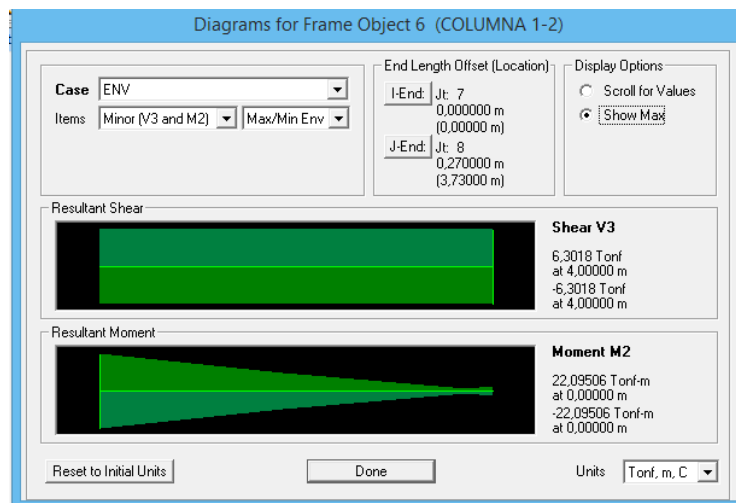 Diagrams for Frame Object 6 (COLUMNA 1-2)
Case ENV
Items Minor (V3 and M2) Max/Min Env
End Length Offset (Location)
I-End: Jt: 7
0,000000 m
(0,00000 m)
J-End: Jt: 8
0,270000 m
(3,73000 m)
Display Options
Scroll for Values
Show Max
Resultant Shear
Shear V3
6,3018 Tonf
at 4,00000 m
-6,3018 Tonf
at 4,00000 m
Resultant Moment
Moment M2
22,09506 Tonf-m
at 0,00000 m
-22,09506 Tonf-m
at 0,00000 m
Reset to Initial Units
Done
Units Tonf, m, C